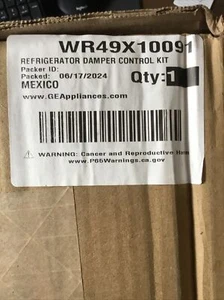 WR49X10091
REFRIGERATOR DAMPER CONTROL KIT
Packer ID:
Packed: 06/17/2024
Qty:1
MEXICO
www.GEAppliances.com
WARNING: Cancer and Reproductive
www.P65Warnings.ca.gov